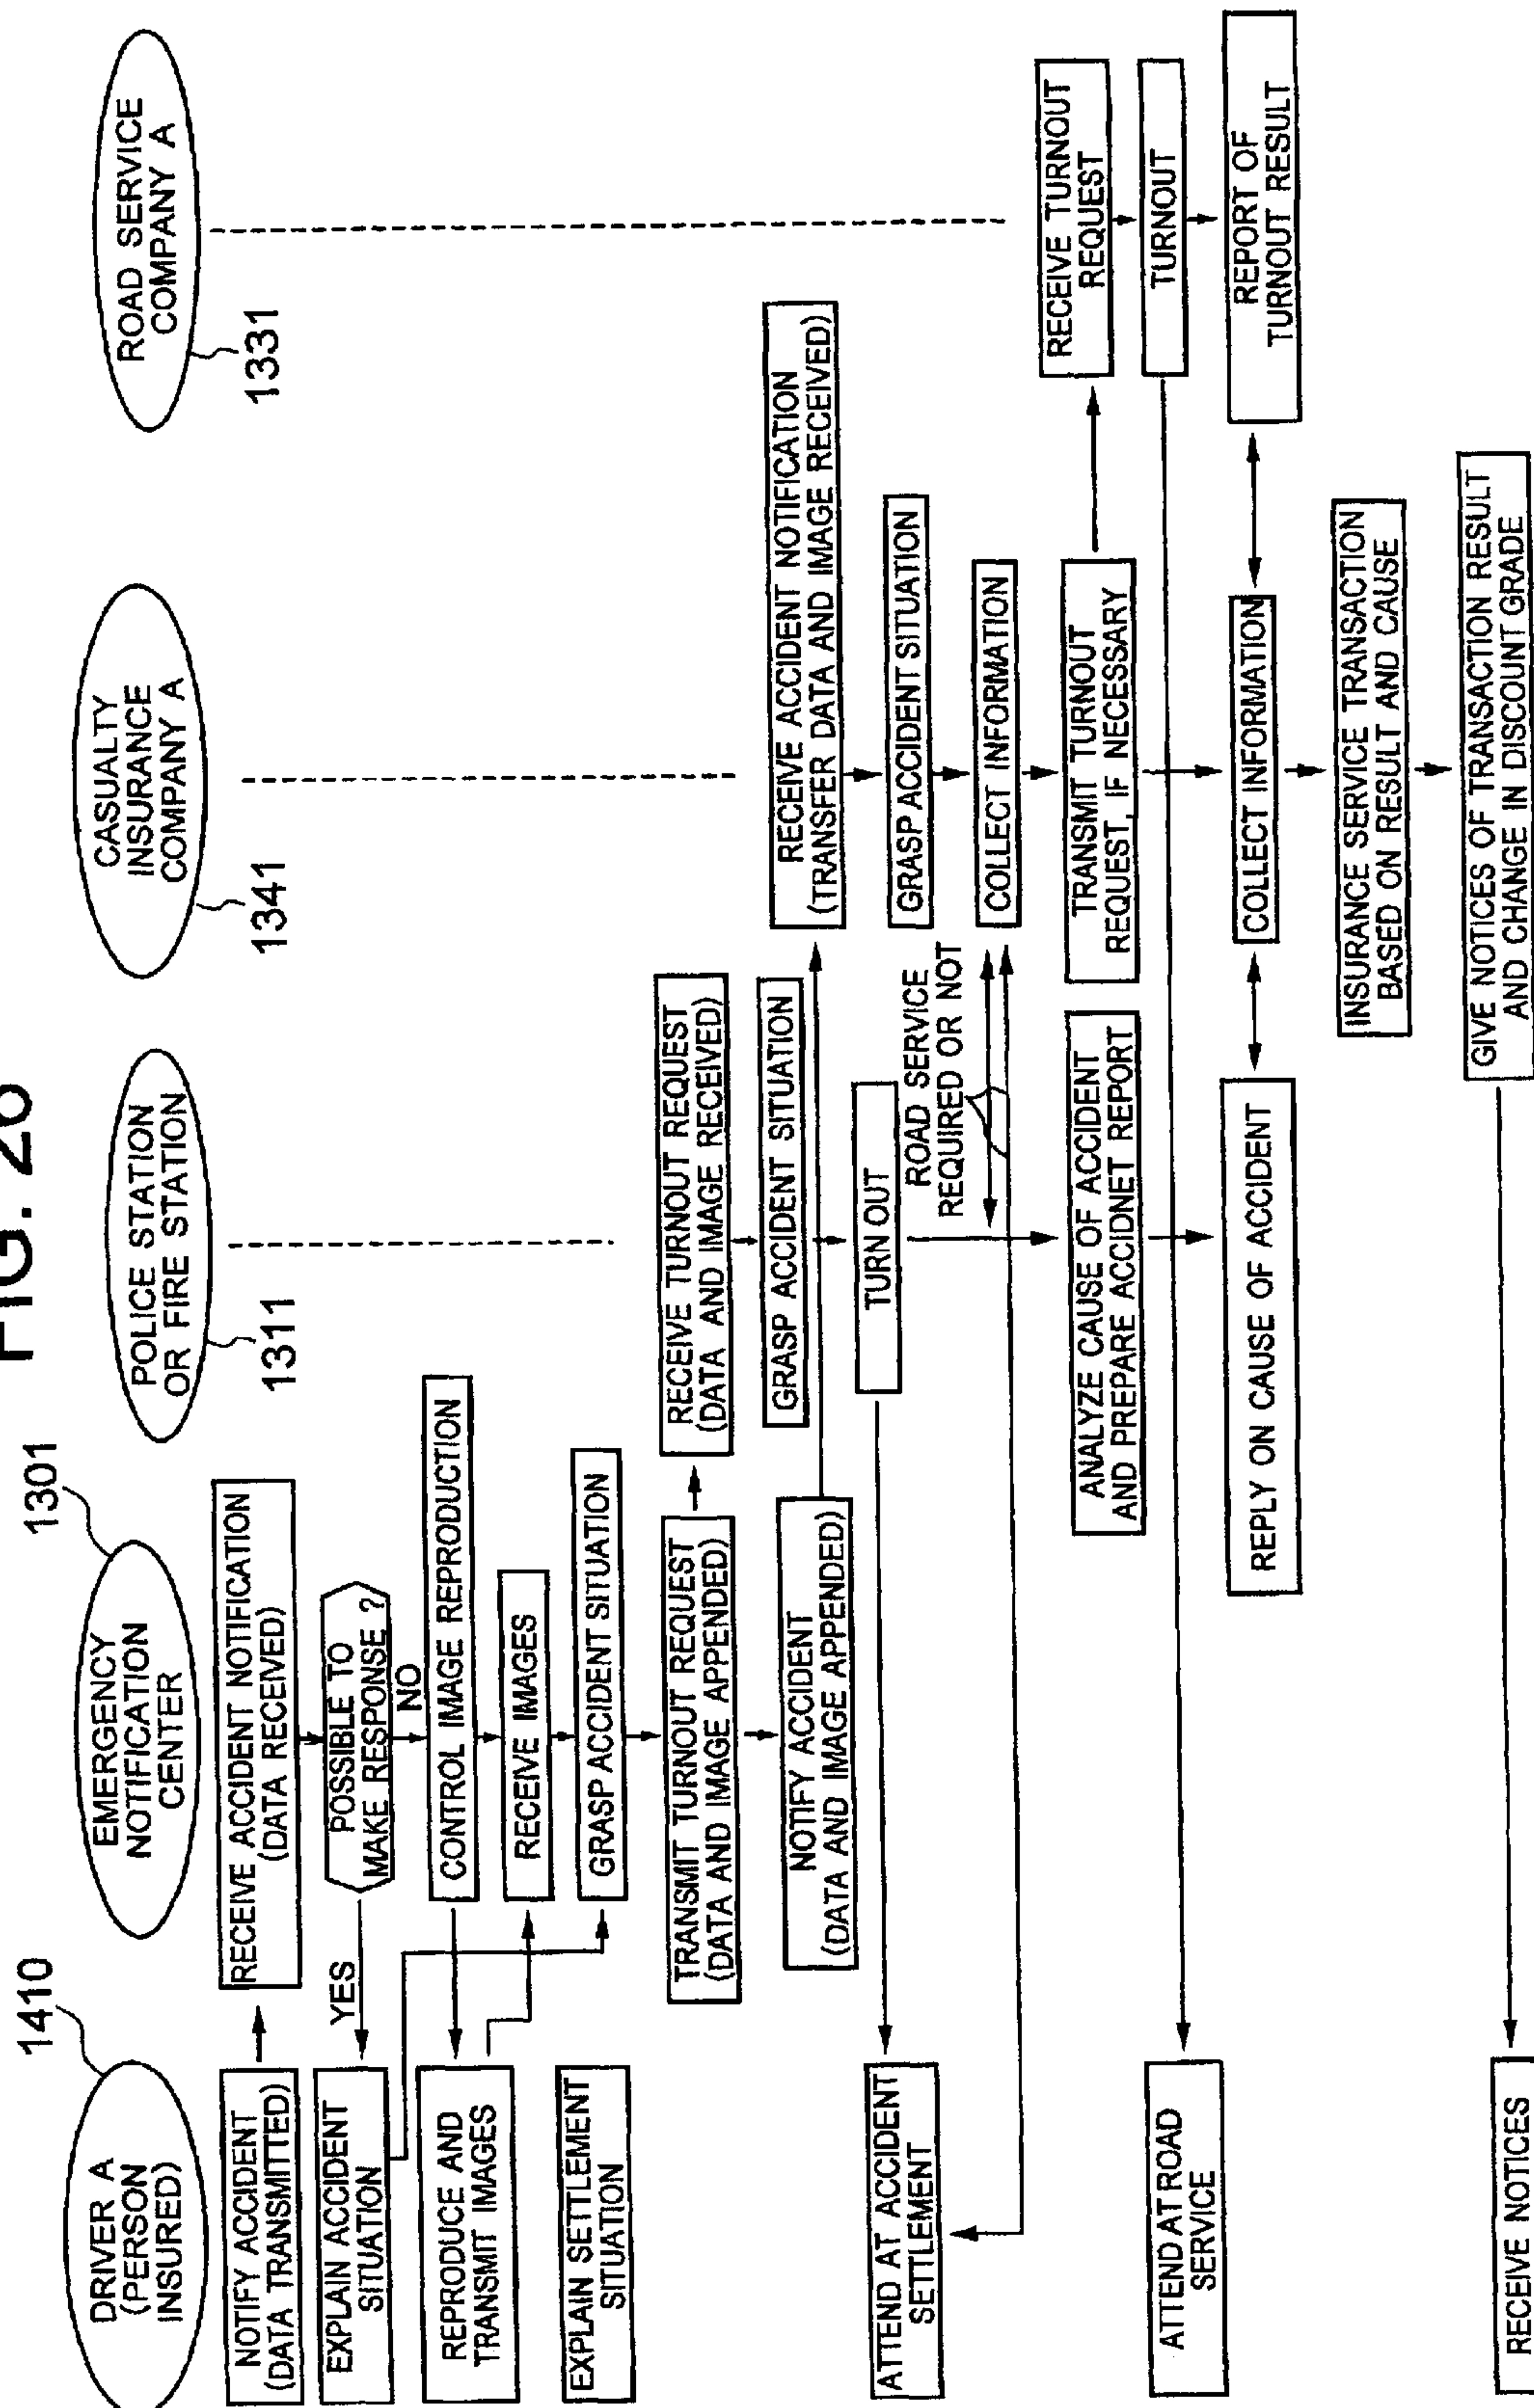 FIG. 26
1410
DRIVER A
(PERSON
INSURED)
NOTIFY ACCIDENT
(DATA TRANSMITTED)
EXPLAIN ACCIDENT
SITUATION
REPRODUCE AND
TRANSMIT IMAGES
EXPLAIN SETTLEMENT
SITUATION
ATTEND AT ACCIDENT
SETTLEMENT
ATTEND AT ROAD
SERVICE
RECEIVE NOTICES
1301
EMERGENCY
NOTIFICATION
CENTER
RECEIVE ACCIDENT NOTIFICATION
(DATA RECEIVED)
YES
POSSIBLE TO
MAKE RESPONSE ?
NO
CONTROL IMAGE REPRODUCTION
RECEIVE IMAGES
GRASP ACCIDENT SITUATION
TRANSMIT TURNOUT REQUEST
(DATA AND IMAGE APPENDED)
NOTIFY ACCIDENT
(DATA AND IMAGE APPENDED)
POLICE STATION
OR FIRE STATION
1311
RECEIVE TURNOUT REQUEST
(DATA AND IMAGE RECEIVED)
GRASP ACCIDENT SITUATION
TURN OUT
ROAD SERVICE
REQUIRED OR NOT
ANALYZE CAUSE OF ACCIDENT
AND PREPARE ACCIDNET REPORT
REPLY ON CAUSE OF ACCIDENT
CASUALTY
INSURANCE
COMPANY A
1341
RECEIVE ACCIDENT NOTIFICATION
(TRANSFER DATA AND IMAGE RECEIVED)
GRASP ACCIDENT SITUATION
COLLECT INFORMATION
TRANSMIT TURNOUT
REQUEST, IF NECESSARY
COLLECT INFORMATION
INSURANCE SERVICE TRANSACTION
BASED ON RESULT AND CAUSE
GIVE NOTICES OF TRANSACTION RESULT
AND CHANGE IN DISCOUNT GRADE
ROAD SERVICE
COMPANY A
1331
RECEIVE TURNOUT
REQUEST
TURNOUT
REPORT OF
TURNOUT RESULT